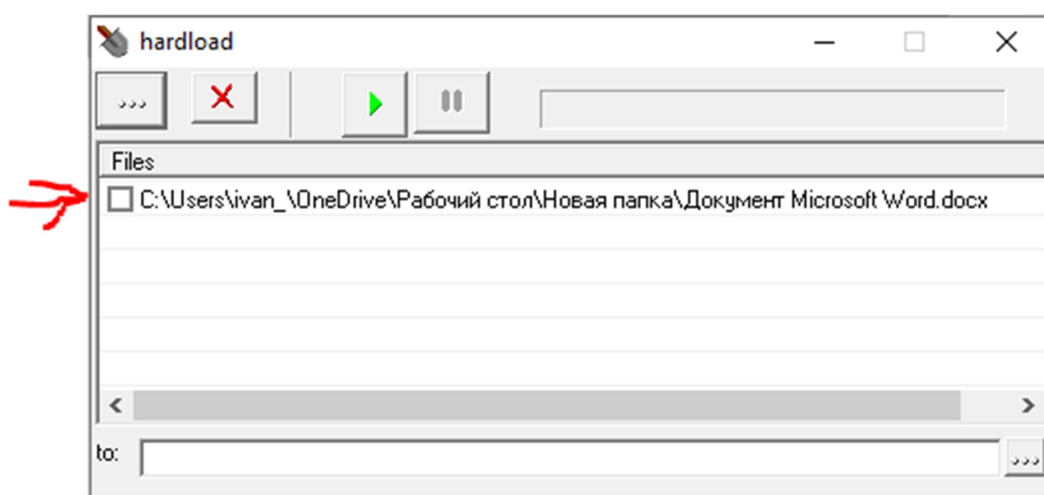 hardload
...
Files
C:\Users\ivan_\OneDrive\Рабочий стол\Новая папка\Документ Microsoft Word.docx
to:
...